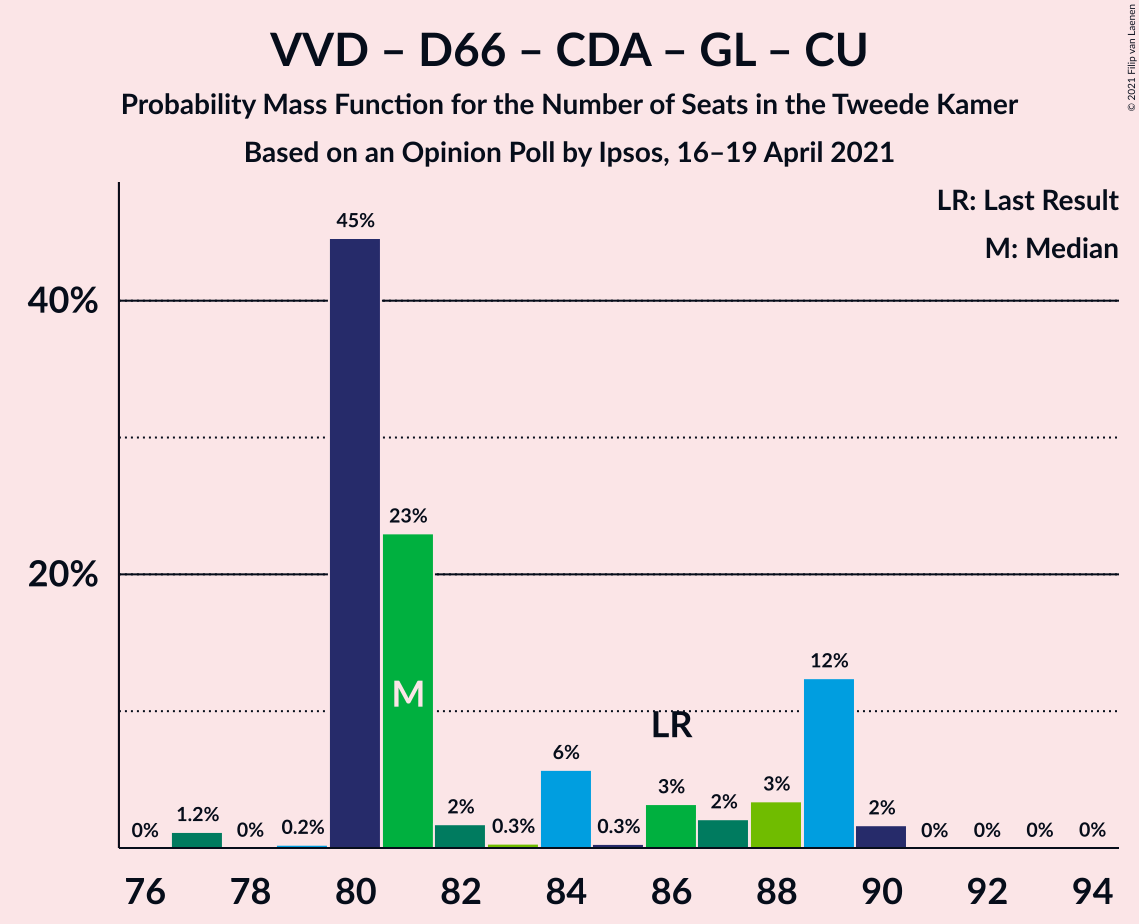 VVD – D66 – CDA – GL – CU
Probability Mass Function for the Number of Seats in the Tweede Kamer
Based on an Opinion Poll by Ipsos, 16–19 April 2021
© 2021 Filip van Laenen
LR: Last Result
M: Median
40%
20%
0%
1.2%
0%
0.2%
45%
23%
2%
0.3%
6%
0.3%
3%
2%
3%
12%
2%
0%
0%
0%
0%
M
LR
76 78 80 82 84 86 88 90 92 94